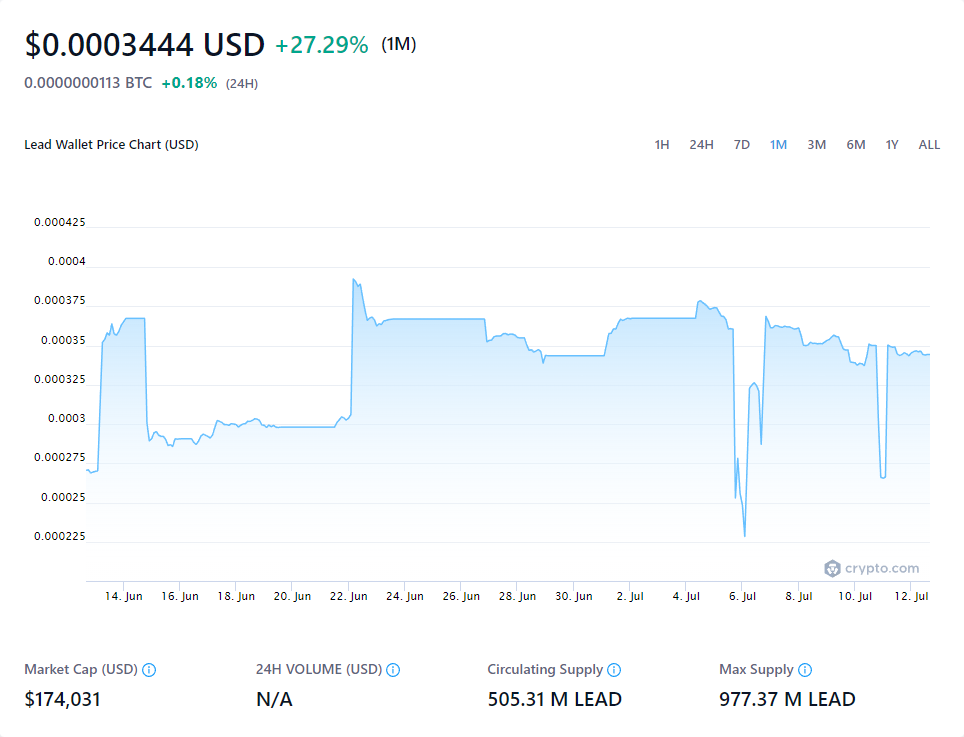 $0.0003444 USD +27.29% (1M)
0.0000000113 BTC +0.18% (24H)
Lead Wallet Price Chart (USD) 1H 24H 7D 1M 3M 6M 1Y ALL
0.000425
0.0004
0.000375
0.00035
0.000325
0.0003
0.000275
0.00025
0.000225
crypto.com
14. Jun 16. Jun 18. Jun 20. Jun 22. Jun 24. Jun 26. Jun 28. Jun 30. Jun 2. Jul 4. Jul 6. Jul 8. Jul 10. Jul 12. Jul
Market Cap (USD) 24H VOLUME (USD) Circulating Supply Max Supply
$174,031 N/A 505.31 M LEAD 977.37 M LEAD